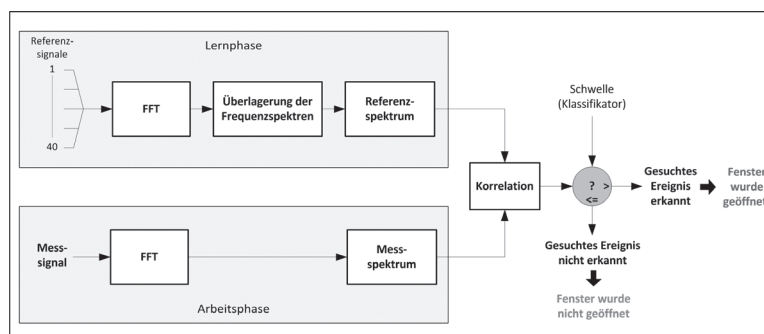 Lernphase
Referenz-
signale
1
40
FFT
Überlagerung der
Frequenzspektren
Referenz-
spektrum
Schwelle
(Klassifikator)
Korrelation
?
>
<=
Gesuchtes
Ereignis
erkannt
Fenster
wurde
geöffnet
Gesuchtes Ereignis
nicht erkannt
Fenster wurde
nicht geöffnet
Mess-
signal
FFT
Mess-
spektrum
Arbeitsphase